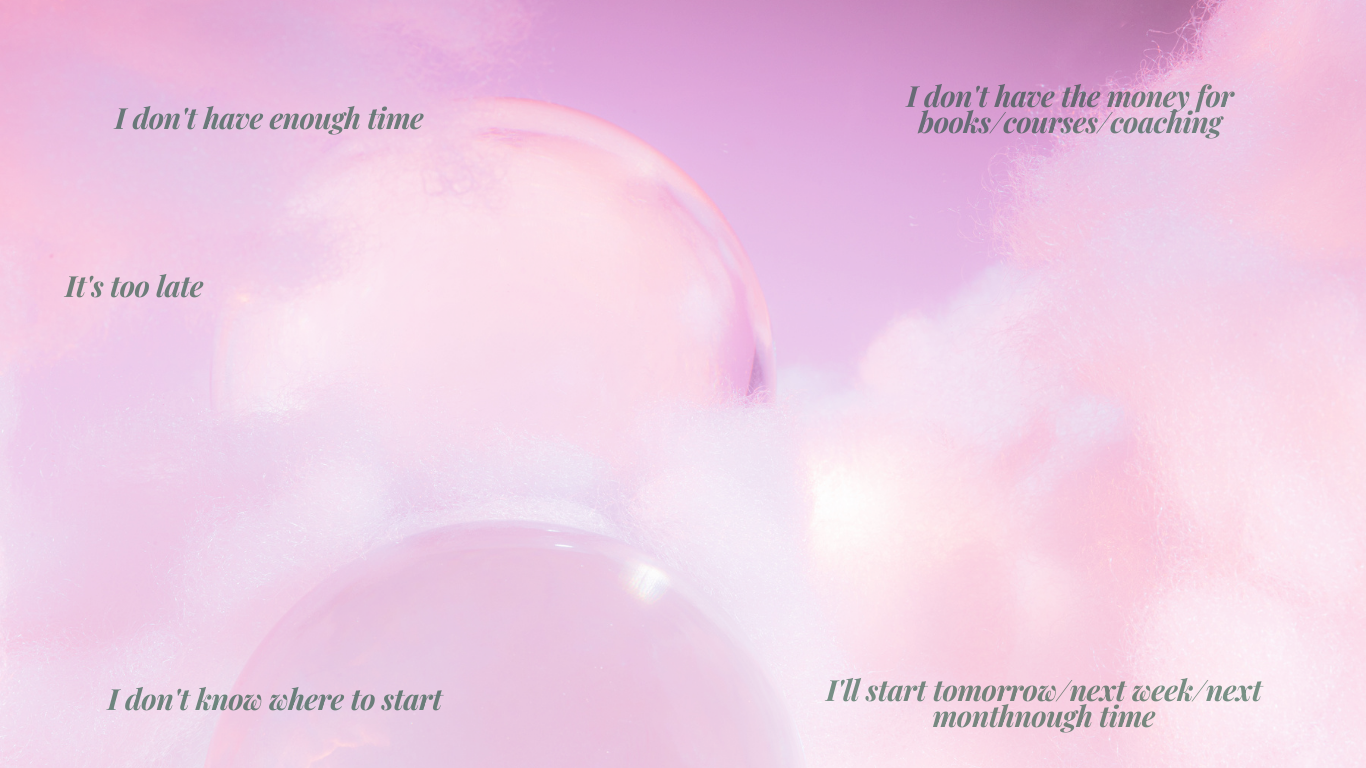 I don't have enough time
I don't have the money for
books/courses/coaching
It's too late
I don't know where to start
I'll start tomorrow/next week/next
monthnough time